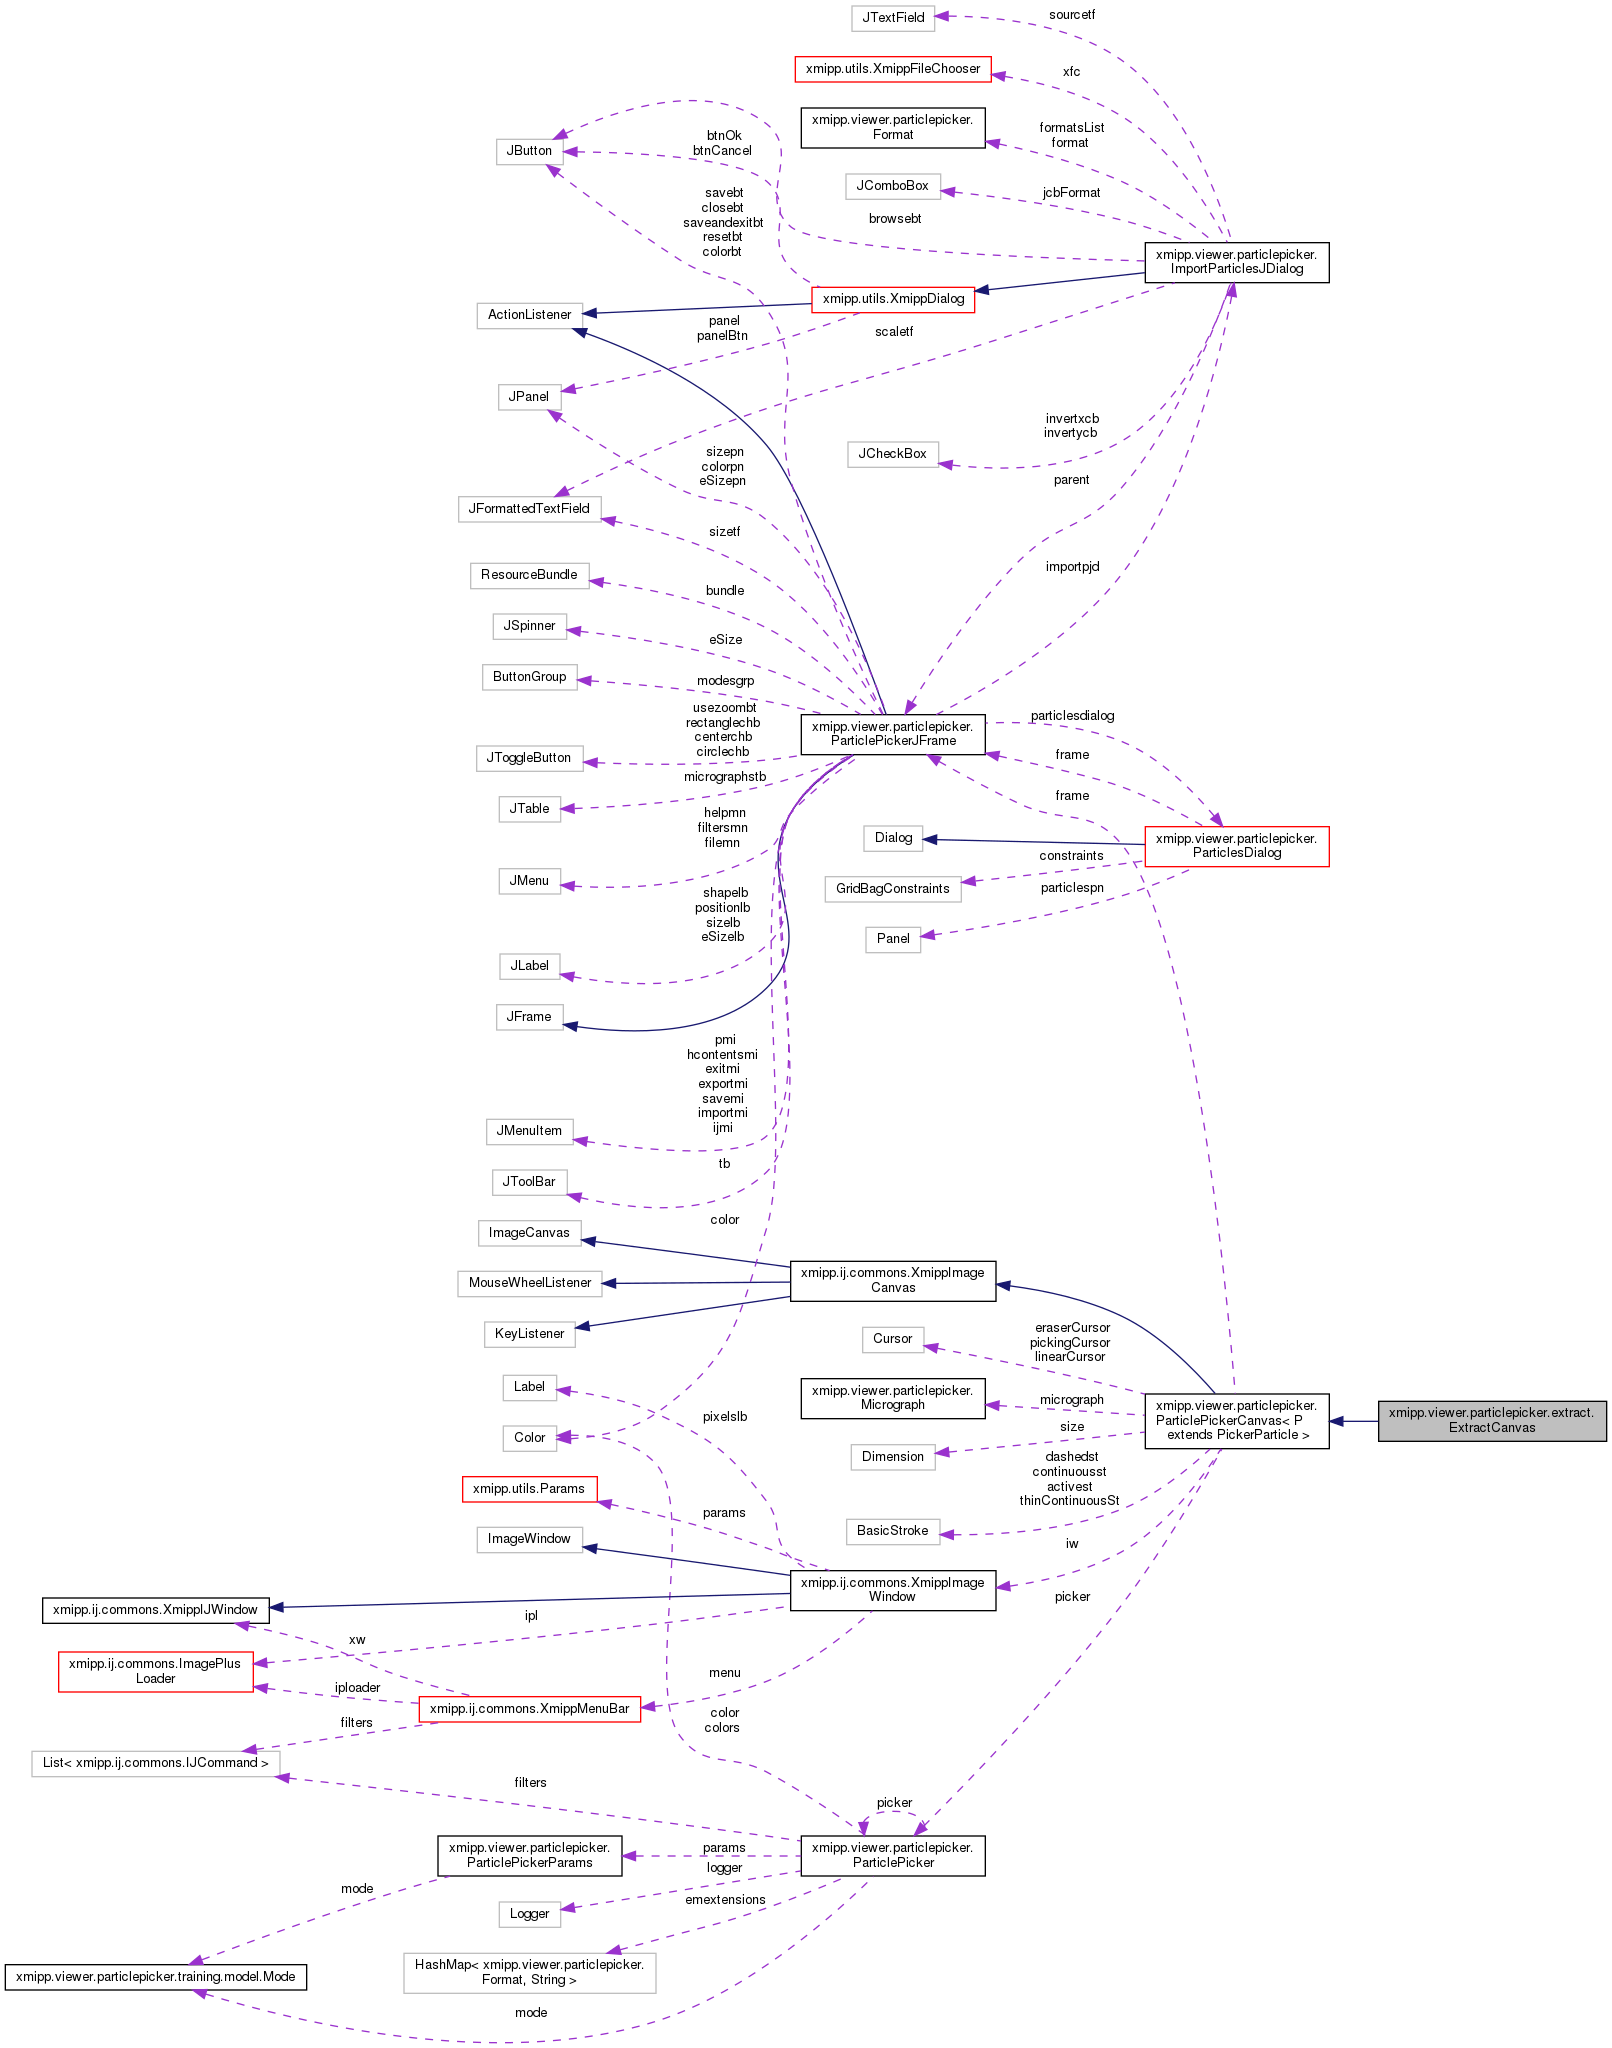 JTextField
sourcetf
xmipp.utils.XmippFileChooser
xfc
xmipp.viewer.particlepicker.
Format
formatsList
format
JButton
btnOk
btnCancel
JComboBox
jcbFormat
savebt
closebt
saveandexitbt
resetbt
colorbt
browsebt
xmipp.viewer.particlepicker.
ImportParticlesJDialog
xmipp.utils.XmippDialog
ActionListener
panel
panelBtn
scaletf
JPanel
invertxcb
invertycb
JCheckBox
sizepn
colorpn
eSizepn
parent
JFormattedTextField
sizetf
importpjd
ResourceBundle
bundle
JSpinner
eSize
ButtonGroup
modesgrp
usezoombt
rectanglechb
centerchb
circlechb
xmipp.viewer.particlepicker.
ParticlePickerJFrame
particlesdialog
JToggleButton
frame
micrographstb
JTable
frame
helpmn
filtersmn
filemn
Dialog
xmipp.viewer.particlepicker.
ParticlesDialog
constraints
JMenu
GridBagConstraints
particlespn
shapelb
positionlb
sizelb
eSizelb
Panel
JLabel
JFrame
pmi
hcontentsmi
exitmi
exportmi
savemi
importmi
ijmi
JMenuItem
tb
JToolBar
color
ImageCanvas
MouseWheelListener
xmipp.ij.commons.XmippImage
Canvas
KeyListener
Cursor
eraserCursor
pickingCursor
linearCursor
Label
xmipp.viewer.particlepicker.
Micrograph
micrograph
xmipp.viewer.particlepicker.
ParticlePickerCanvas< P
extends PickerParticle >
xmipp.viewer.particlepicker.extract.
ExtractCanvas
pixelslb
Color
size
Dimension
dashedst
continuousst
activest
thinContinuousSt
xmipp.utils.Params
params
BasicStroke
ImageWindow
iw
xmipp.ij.commons.XmippImage
Window
picker
xmipp.ij.commons.XmippIJWindow
ipl
xw
xmipp.ij.commons.ImagePlus
Loader
menu
iploader
xmipp.ij.commons.XmippMenuBar
color
colors
filters
List< xmipp.ij.commons.IJCommand >
filters
picker
xmipp.viewer.particlepicker.
ParticlePickerParams
params
xmipp.viewer.particlepicker.
ParticlePicker
logger
mode
emextensions
Logger
HashMap< xmipp.viewer.particlepicker.
Format, String >
xmipp.viewer.particlepicker.training.model.Mode
mode